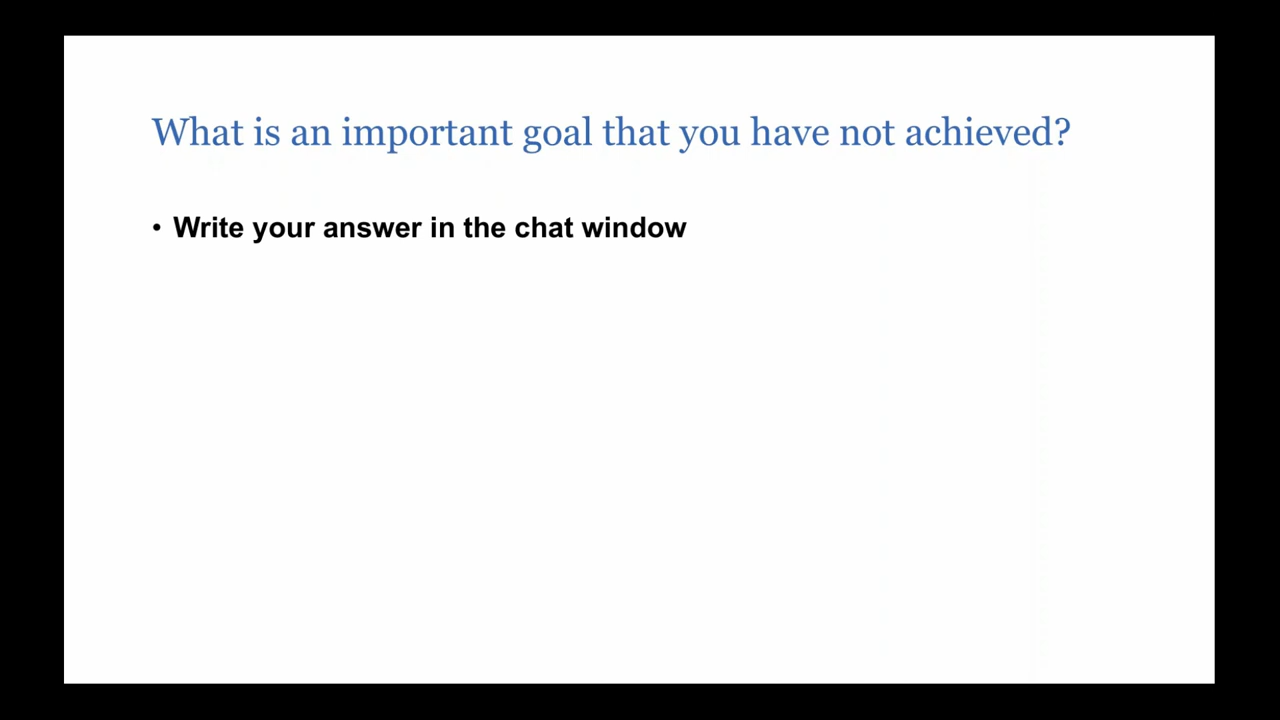 What is an important goal that you have not achieved?
• Write your answer in the chat window